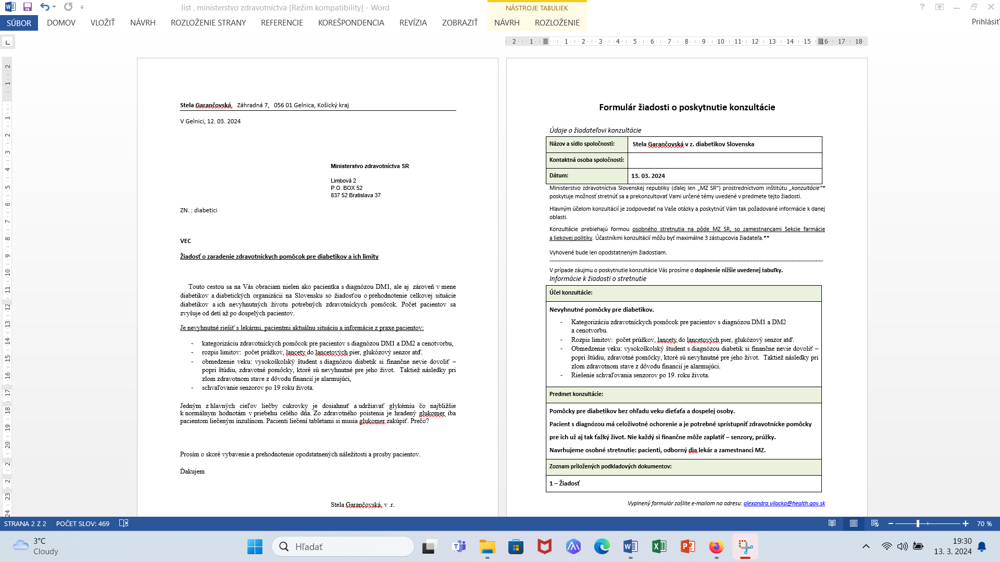 list , ministerstvo zdravotníctva [Režim kompatibility] - Word
NÁSTROJE TABULIEK
SÚBOR DOMOV VLOŽIŤ NÁVRH ROZLOŽENIE STRANY REFERENCIE KOREŠPONDENCIA REVÍZIA ZOBRAZIŤ NÁVRH ROZLOŽENIE Prihlásiť
Stela Garančovská, Záhradná 7, 056 01 Gelnica, Košický kraj
V Gelnici, 12. 03. 2024
Ministerstvo zdravotníctva SR
Limbová 2
P.O. BOX 52
837 52 Bratislava 37
ZN. : diabetici
VEC
Žiadosť o zaradenie zdravotníckych pomôcok pre diabetikov a ich limity
Touto cestou sa na Vás obraciam nielen ako pacientka s diagnózou DM1, ale aj zároveň v mene
diabetikov a diabetických organizácii na Slovensku so žiadosťou o prehodnotenie celkovej situácie
diabetikov a ich nevyhnutných životu potrebných zdravotníckych pomôcok. Počet pacientov sa
zvyšuje od detí až po dospelých pacientov.
Je nevyhnutné riešiť s lekármi, pacientmi aktuálnu situáciu a informácie z praxe pacientov:
- kategorizáciu zdravotníckych pomôcok pre pacientov s diagnózou DM1 a DM2 a cenotvorbu,
- rozpis limitov: počet prúžkov, lancety do lancetových pier, glukózový senzor atď.
- obmedzenie veku: vysokoškolský študent s diagnózou diabetik si finančne nevie dovoliť –
popri štúdiu, zdravotné pomôcky, ktoré sú nevyhnutné pre jeho život. Taktiež následky pri
zlom zdravotnom stave z dôvodu financií je alarmujúci,
- schvaľovanie senzorov po 19 roku života.
Jedným z hlavných cieľov liečby cukrovky je dosiahnuť a udržiavať glykémiu čo najbližšie
k normálnym hodnotám v priebehu celého dňa. Zo zdravotného poistenia je hradený glukomer iba
pacientom liečeným inzulínom. Pacienti liečení tabletami si musia glukomer zakúpiť. Prečo?
Prosím o skoré vybavenie a prehodnotenie opodstatnených náležitosti a prosby pacientov.
Ďakujem
Stela Garančovská, v .r.
Formulár žiadosti o poskytnutie konzultácie
Údaje o žiadateľovi konzultácie
Názov a sídlo spoločnosti: Stela Garančovská v z. diabetikov Slovenska
Kontaktná osoba spoločnosti:
Dátum: 13. 03. 2024
Ministerstvo zdravotníctva Slovenskej republiky (ďalej len „MZ SR“) prostredníctvom inštitútu „konzultácie“*
poskytuje možnosť stretnúť sa a prekonzultovať Vami určené témy uvedené v predmete tejto žiadosti.
Hlavným účelom konzultácií je zodpovedať na Vaše otázky a poskytnúť Vám tak požadované informácie k danej
oblasti.
Konzultácie prebiehajú formou osobného stretnutia na pôde MZ SR, so zamestnancami Sekcie farmácie
a liekovej politiky. Účastníkmi konzultácií môžu byť maximálne 3 zástupcovia žiadateľa.**
Vyhovené bude len opodstatneným žiadostiam.
V prípade záujmu o poskytnutie konzultácie Vás prosíme o doplnenie nižšie uvedenej tabuľky.
Informácie k žiadosti o stretnutie
Účel konzultácie:
Nevyhnutné pomôcky pre diabetikov.
- Kategorizáciu zdravotníckych pomôcok pre pacientov s diagnózou DM1 a DM2
a cenotvorbu.
- Rozpis limitov: počet prúžkov, lancety do lancetových pier, glukózový senzor atď.
- Obmedzenie veku: vysokoškolský študent s diagnózou diabetik si finančne nevie dovoliť –
popri štúdiu, zdravotné pomôcky, ktoré sú nevyhnutné pre jeho život. Taktiež následky pri
zlom zdravotnom stave z dôvodu financií je alarmujúci.
- Riešenie schvaľovania senzorov po 19. roku života.
Predmet konzultácie:
Pomôcky pre diabetikov bez ohľadu veku dieťaťa a dospelej osoby.
Pacient s diagnózou má celoživotné ochorenie a je potrebné sprístupniť zdravotnícke pomôcky
pre ich už aj tak ťažký život. Nie každý si finančne môže zaplatiť – senzory, prúžky.
Navrhujeme osobné stretnutie: pacienti, odborný dia lekár a zamestnanci MZ.
Zoznam priložených podkladových dokumentov:
1 – Žiadosť
Vyplnený formulár zašlite e-mailom na adresu: alexandra.vilacka@health.gov.sk
STRANA 2 Z 2 POČET SLOV: 469 70 %
3°C
Cloudy
Hľadať
19:30
13. 3. 2024